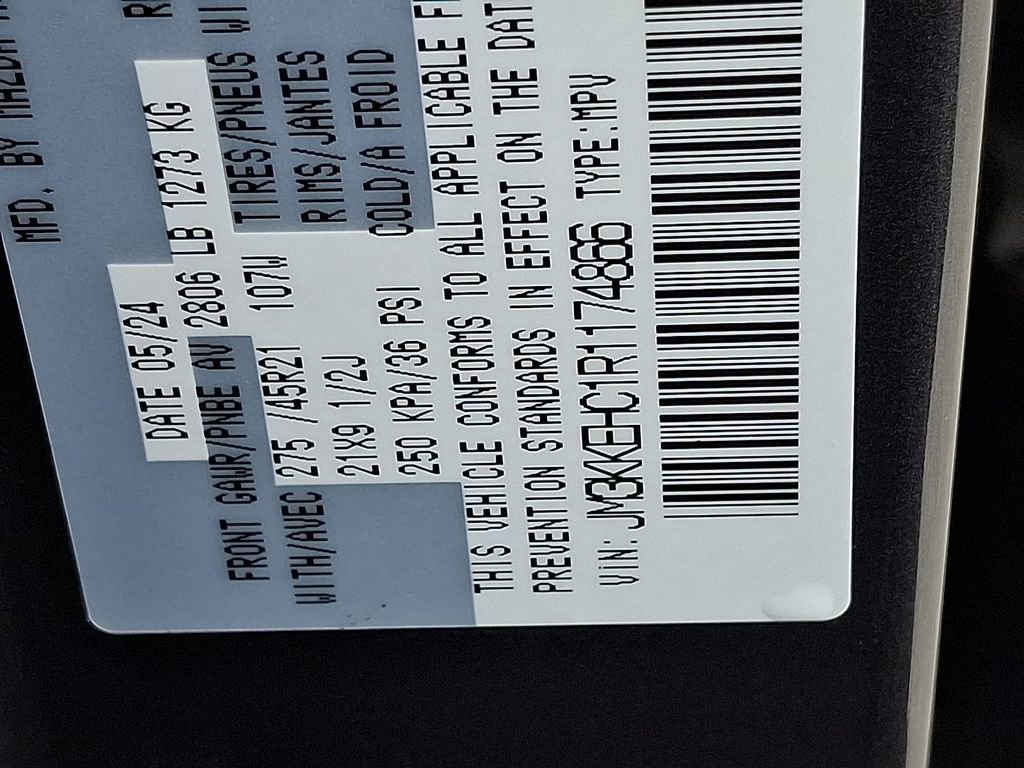 MFD. BY MAZDA
DATE 05/24
FRONT GAWR/PNBE AV 2806 LB 1273 KG
WITH/AVEC 275 /45R21 107W TIRES/PNEUS
21X9 1/2J RIMS/JANTES
250 KPA/36 PSI COLD/A FROID
THIS VEHICLE CONFORMS TO ALL APPLICABLE
PREVENTION STANDARDS IN EFFECT ON THE DAT
VIN: JM3KKEHC1R1174866 TYPE:MPV